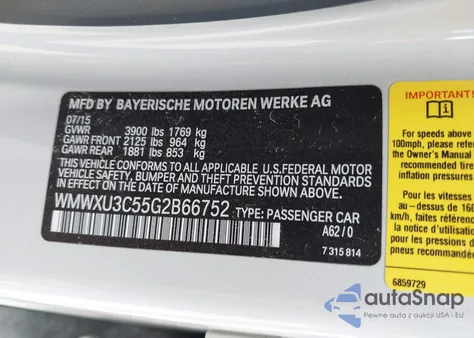 MFD BY BAYERISCHE MOTOREN WERKE AG
07/15
GVWR 3900 lbs 1769 kg
GAWR FRONT 2125 lbs 964 kg
GAWR REAR 1881 lbs 853 kg
THIS VEHICLE CONFORMS TO ALL APPLICABLE U.S.FEDERAL MOTOR
VEHICLE SAFETY, BUMPER AND THEFT PREVENTION STANDARDS IN
EFFECT ON THE DATE OF MANUFACTURE SHOWN ABOVE.
WMWXU3C55G2B66752 TYPE: PASSENGER CAR
A62 / 0
7 315 814
IMPORTANT!
For speeds above
100mph, please refer
the Owner's Manual
recommended tire
inflation pressures
Pour les vitesses
au - dessus de 160
km/h, faites référence
la notice d'utilisation
pour les pressions de
pneus recommandées
6859729
autoSnap
Pewne auta z aukcji USA i EU